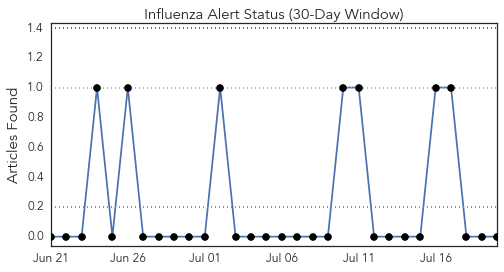 Influenza Alert Status (30-Day Window)
Articles Found
1.4
1.2
1.0
0.8
0.6
0.4
0.2
0.0
Jun 21
Jun 26
Jul 01
Jul 06
Jul 11
Jul 16